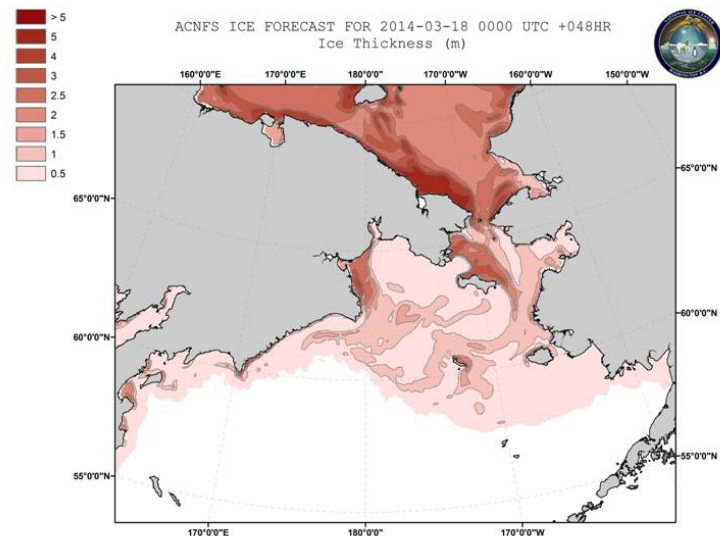 ACNFS ICE FORECAST FOR 2014-03-18 0000 UTC +048HR
Ice Thickness (m)
> 5
5
4
3
2.5
2
1.5
1
0.5
160°0'0"E 170°0'0"E 180°0'0" 170°0'0"W 160°0'0"W 150°0'0"W
65°0'0"N 65°0'0"N
60°0'0"N 60°0'0"N
55°0'0"N 55°0'0"N
170°0'0"E 180°0'0" 170°0'0"W